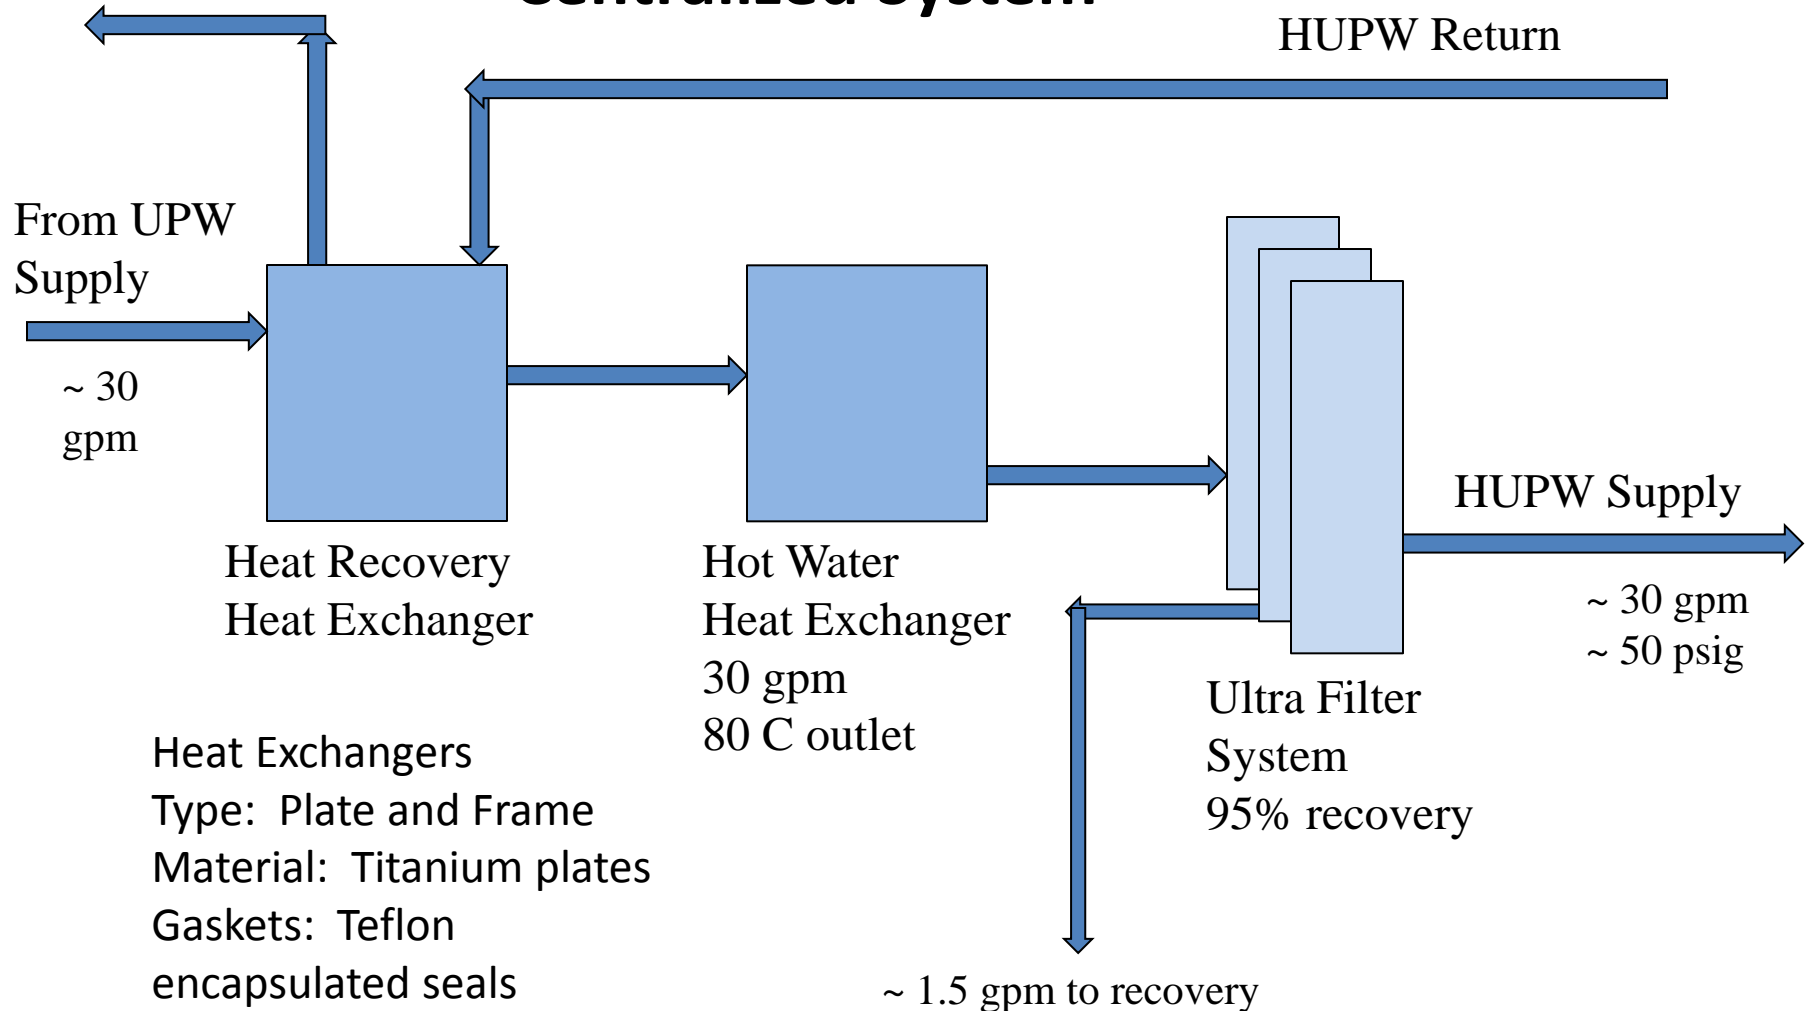 Centralized System
HUPW Return
From UPW
Supply
~ 30
gpm
HUPW Supply
~ 30 gpm
~ 50 psig
Heat Recovery
Heat Exchanger
Hot Water
Heat Exchanger
30 gpm
80 C outlet
Ultra Filter
System
95% recovery
Heat Exchangers
Type:  Plate and Frame
Material:  Titanium plates
Gaskets:  Teflon
encapsulated seals
~ 1.5 gpm to recovery